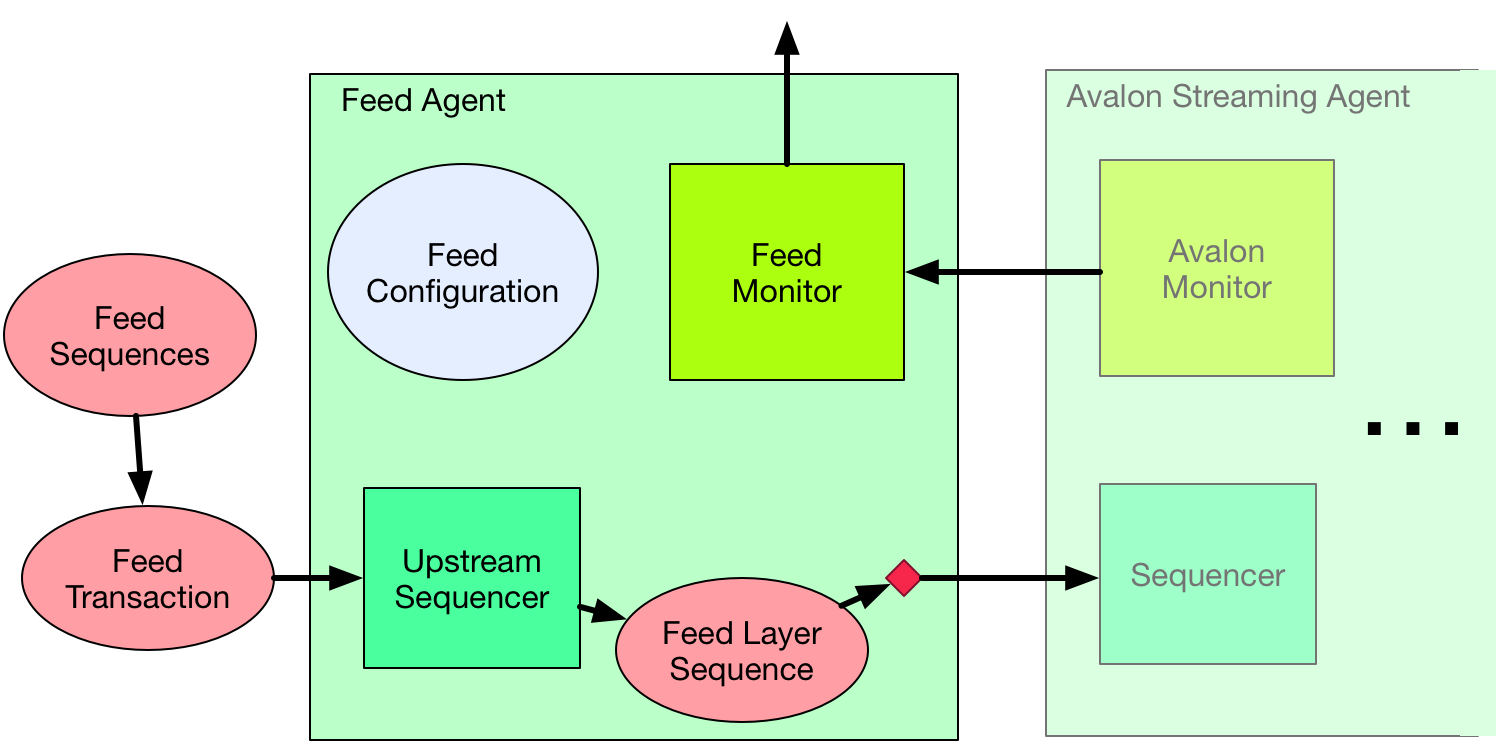 Feed Agent
Avalon Streaming Agent
Feed
Configuration
Feed
Monitor
Avalon
Monitor
Feed
Sequences
Feed
Transaction
Upstream
Sequencer
Feed Layer
Sequence
Sequencer
...